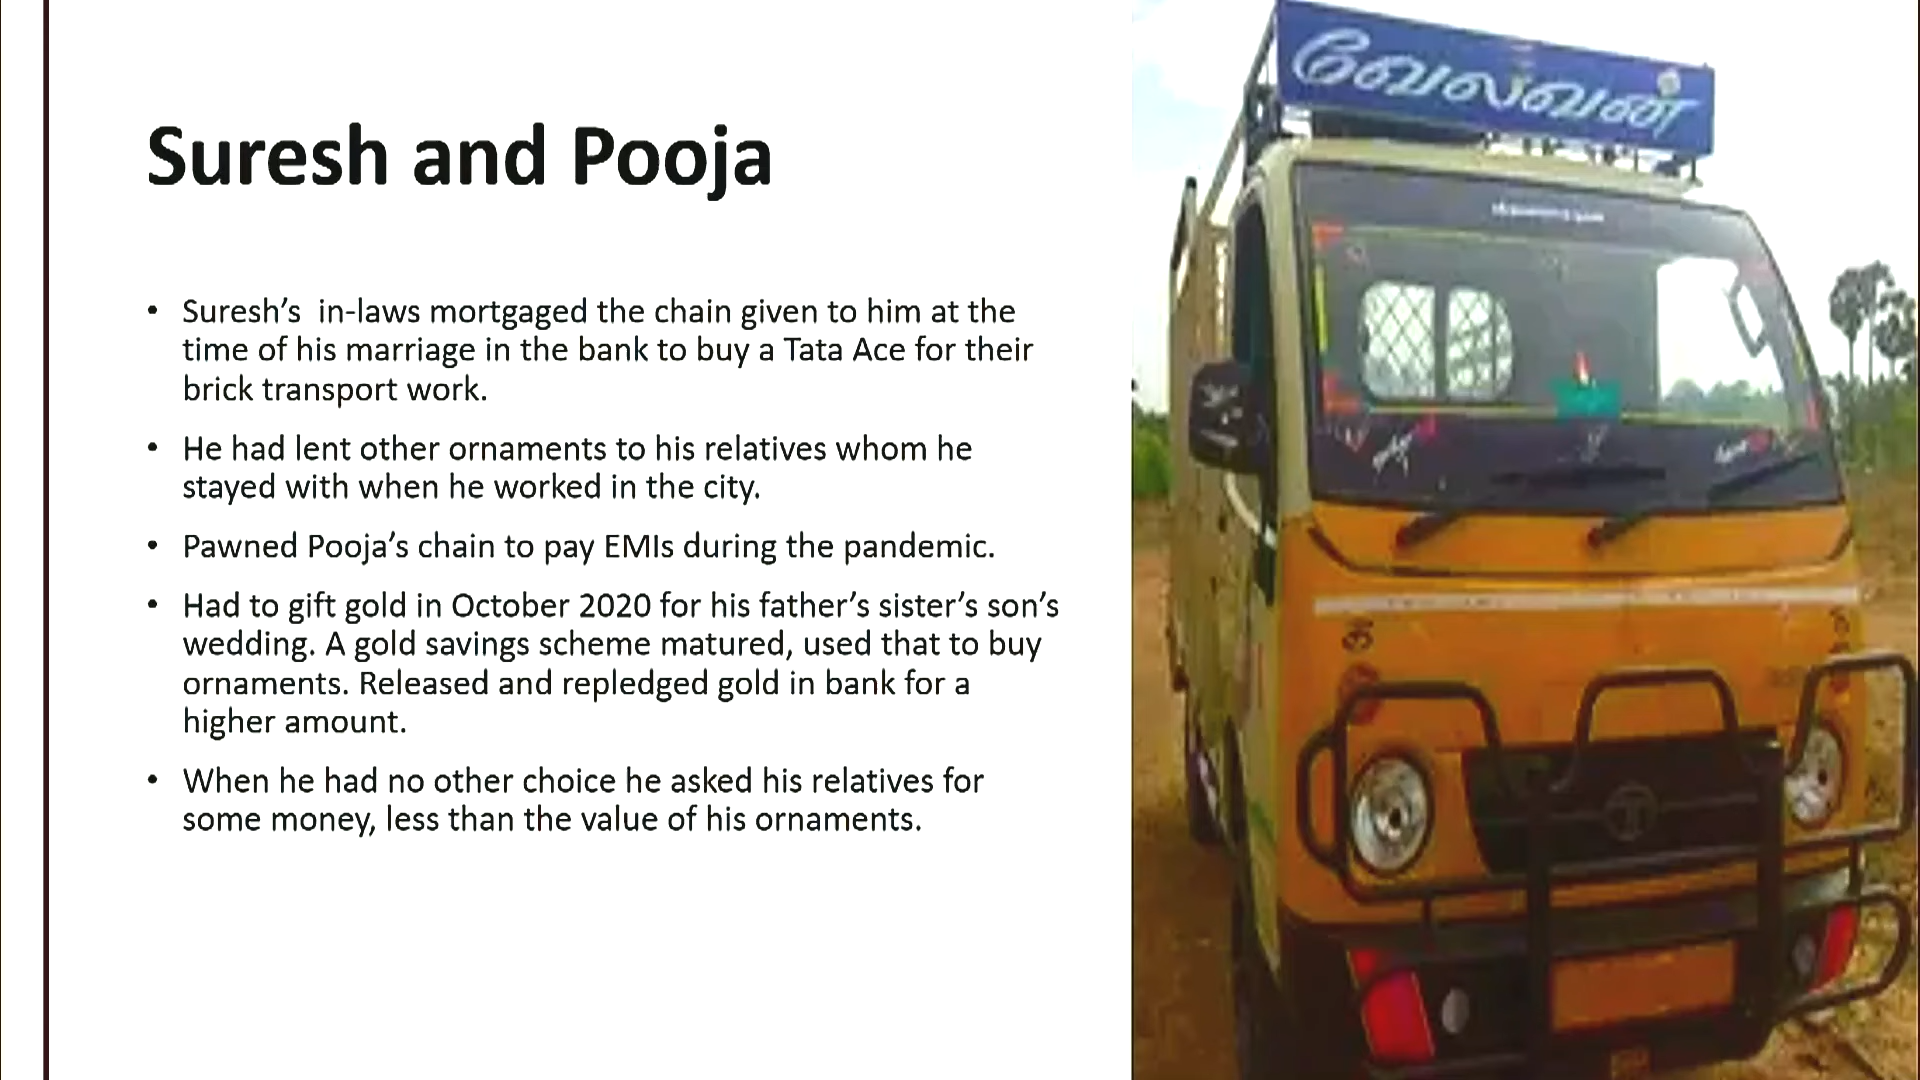 Suresh and Pooja
• Suresh’s  in-laws mortgaged the chain given to him at the
time of his marriage in the bank to buy a Tata Ace for their
brick transport work.
• He had lent other ornaments to his relatives whom he
stayed with when he worked in the city.
• Pawned Pooja’s chain to pay EMIs during the pandemic.
• Had to gift gold in October 2020 for his father’s sister’s son’s
wedding. A gold savings scheme matured, used that to buy
ornaments. Released and repledged gold in bank for a
higher amount.
• When he had no other choice he asked his relatives for
some money, less than the value of his ornaments.
வேலவன்